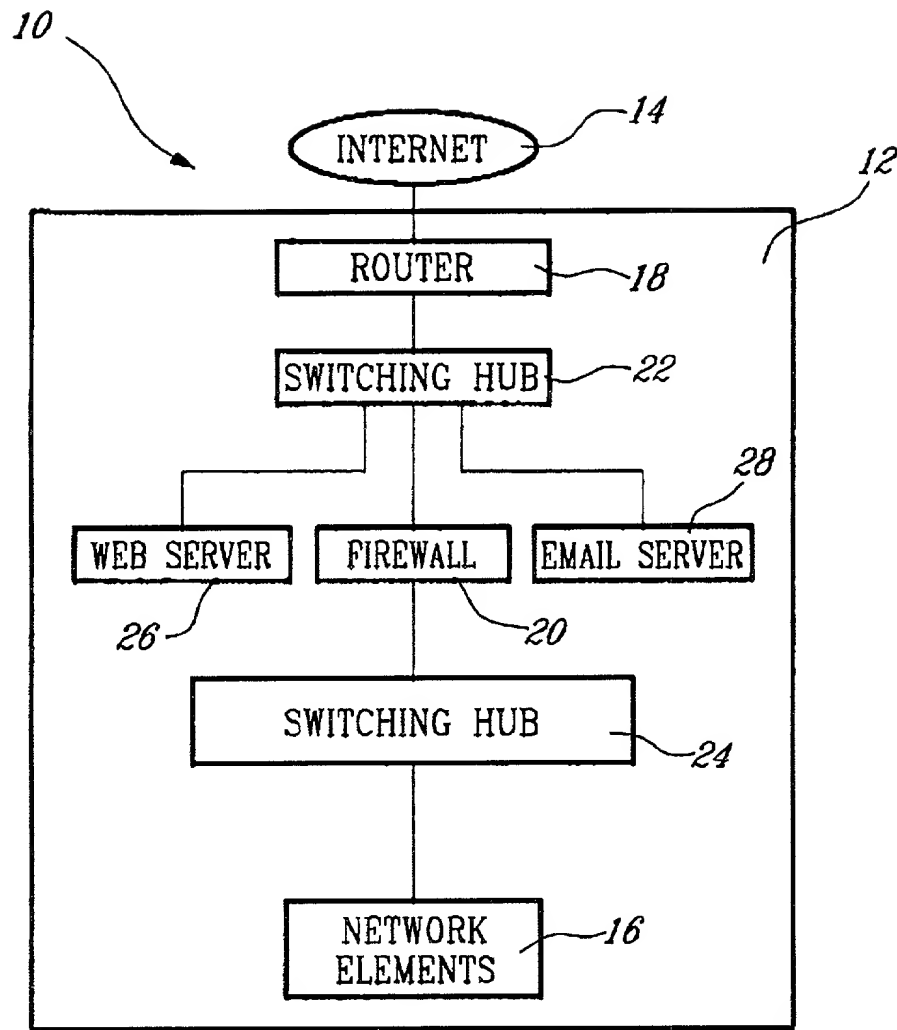 10
INTERNET
14
12
ROUTER
18
SWITCHING HUB
22
28
WEB SERVER
FIREWALL
EMAIL SERVER
26
20
SWITCHING HUB
24
NETWORK
ELEMENTS
16